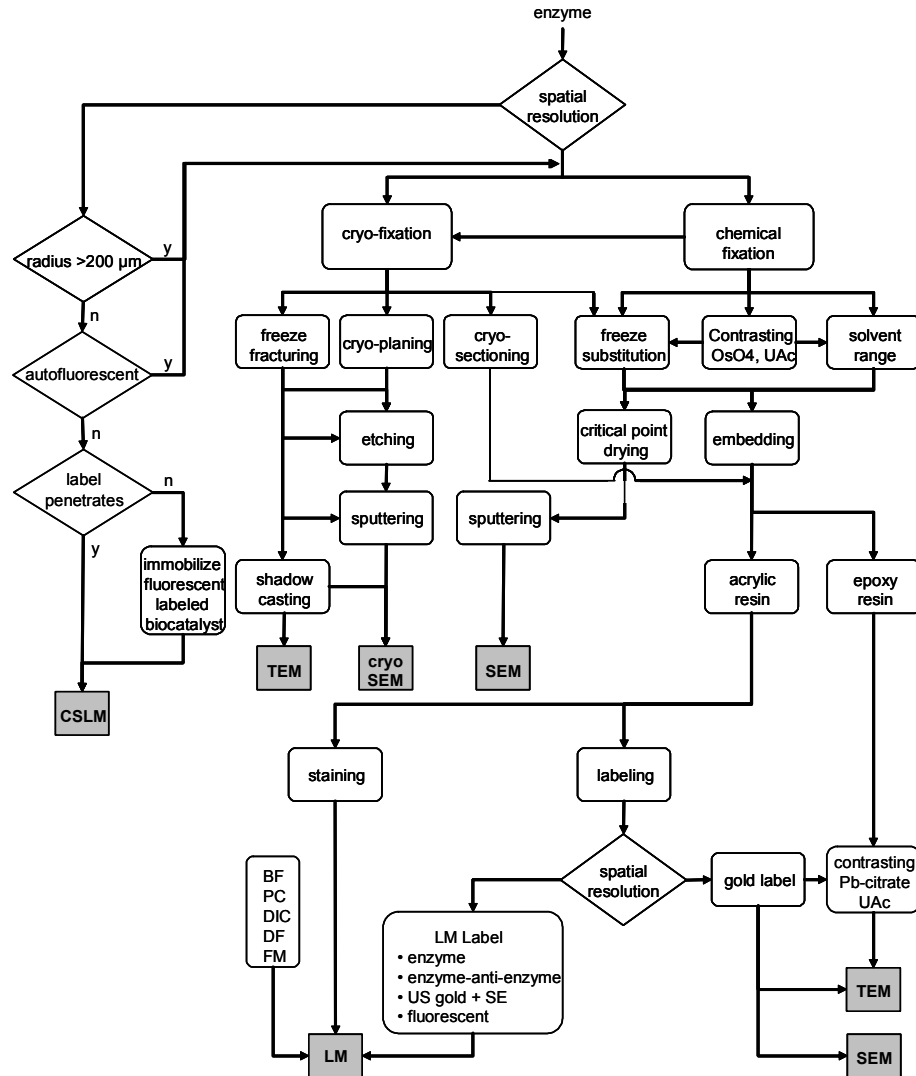 enzyme
spatial
resolution
cryo-fixation
chemical
fixation
radius >200 µm
y
n
freeze
fracturing
cryo-planing
cryo-
sectioning
freeze
substitution
Contrasting
OsO4, UAc
solvent
range
autofluorescent
y
n
etching
critical point
drying
embedding
label
penetrates
n
y
sputtering
sputtering
immobilize
fluorescent
labeled
biocatalyst
shadow
casting
acrylic
resin
epoxy
resin
TEM
cryo
SEM
SEM
CSLM
staining
labeling
BF
PC
DIC
DF
FM
spatial
resolution
gold label
contrasting
Pb-citrate
UAc
LM Label
• enzyme
• enzyme-anti-enzyme
• US gold + SE
• fluorescent
TEM
LM
SEM